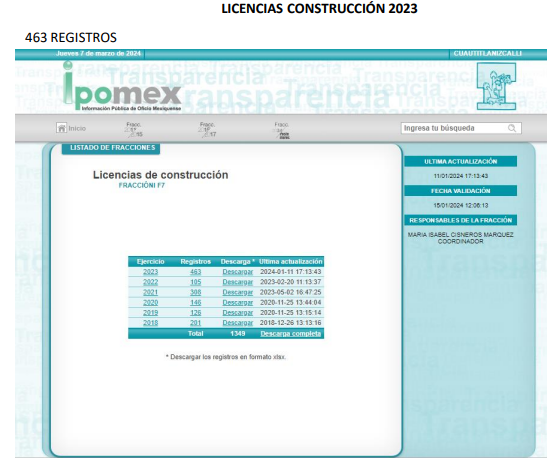 LICENCIAS CONSTRUCCIÓN 2023
463 REGISTROS
Jueves 7 de marzo de 2024
CUAUTITLANIZCALLI
ipomex
Información Pública de Oficio Mexiquense
Transparencia
Inicio
Fracc.
Fracc.
Fracc.
Ingresa tu búsqueda
LISTADO DE FRACCIONES
Licencias de construcción
FRACCIÓNI F7
Ejercicio Registros Descarga * Ultima actualización
2023 463 Descargar 2024-01-11 17:13:43
2022 185 Descargar 2023-02-20 11:13:37
2021 308 Descargar 2023-05-02 16:47:25
2020 146 Descargar 2020-11-25 13:44:04
2019 126 Descargar 2020-11-25 13:15:14
2018 Descargar 2018-12-26 13:13:16
Total 1349 Descarga completa
* Descargar los registros en formato xlsx.
ULTIMA ACTUALIZACIÓN
11/01/2024 17:13:43
FECHA VALIDACIÓN
15/01/2024 12:08:13
RESPONSABLES DE LA FRACCIÓN
MARIA ISABEL CISNEROS MARQUEZ
COORDINADOR